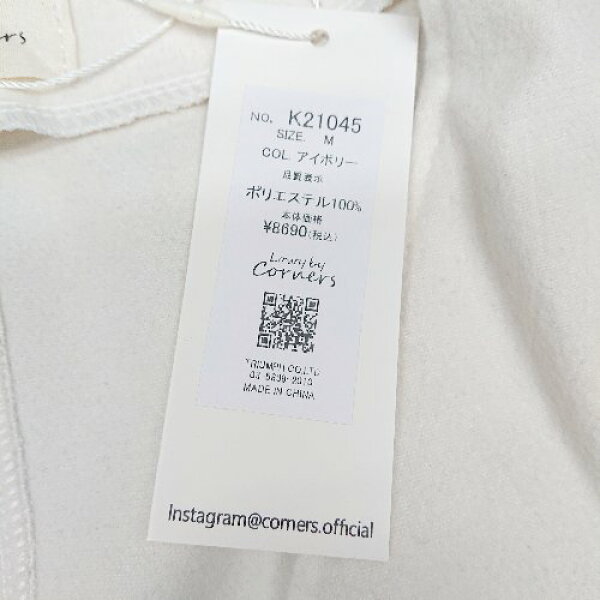 NO. K21045
SIZE. M
COL. アイボリー
品質表示
ポリエステル100%
本体価格
¥8690(税込)
Luxury by
Corners
TRIUMPH CO.LTD
MADE IN CHINA
Instagram@corners.official